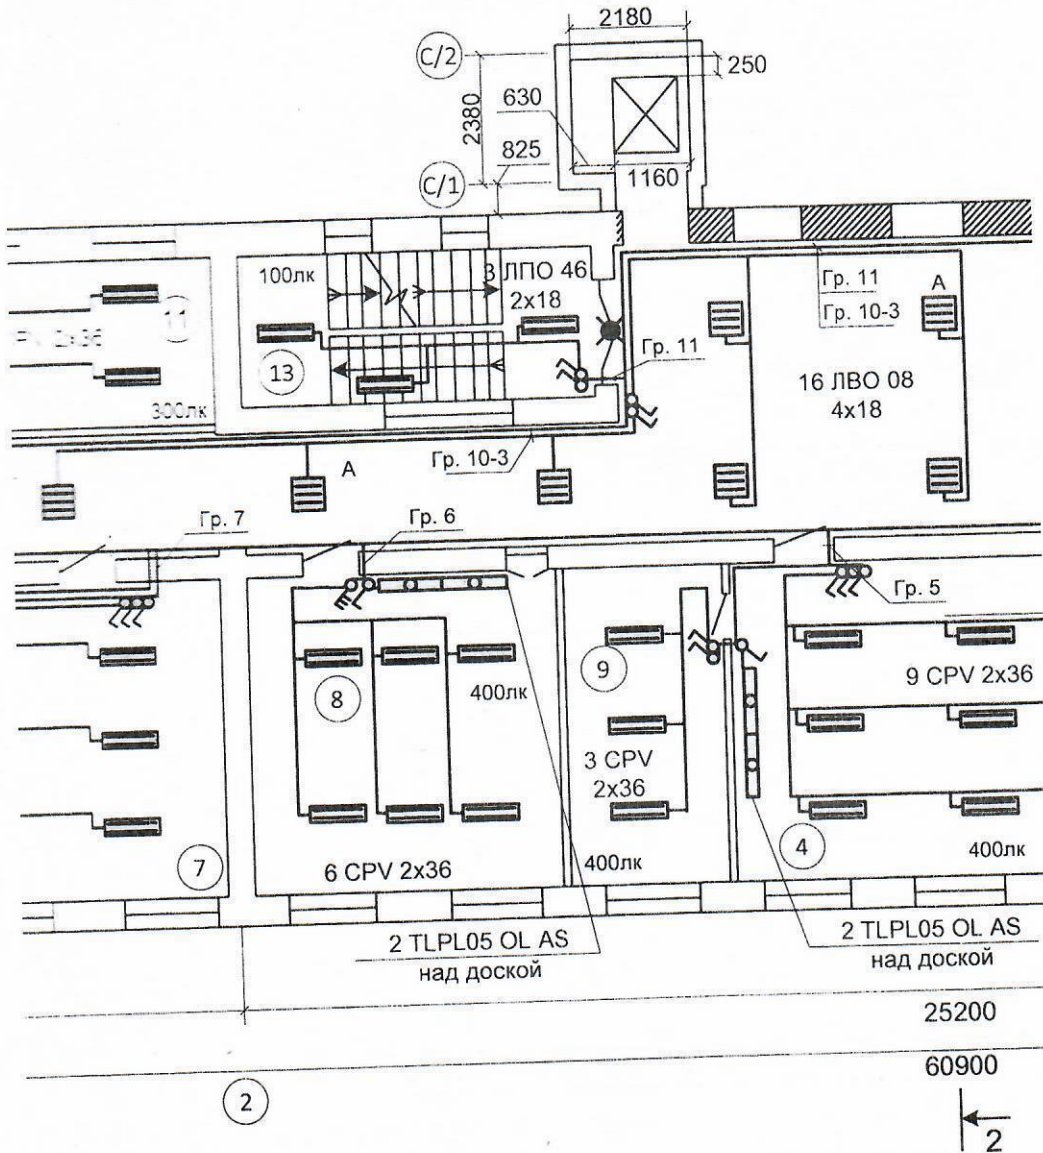 2180
С/2
250
630
2380
825
С/1
1160
100лк
3 ЛПО 46
2х18
Гр. 11
Гр. 10-3
А
11
2х36
13
Гр. 11
16 ЛВО 08
4х18
300лк
Гр. 10-3
А
Гр. 7
Гр. 6
Гр. 5
9
8
400лк
9 CPV 2х36
3 CPV
2х36
7
6 CPV 2х36
400лк
4
400лк
2 TLPL05 OL AS
над доской
2 TLPL05 OL AS
над доской
25200
60900
2
2